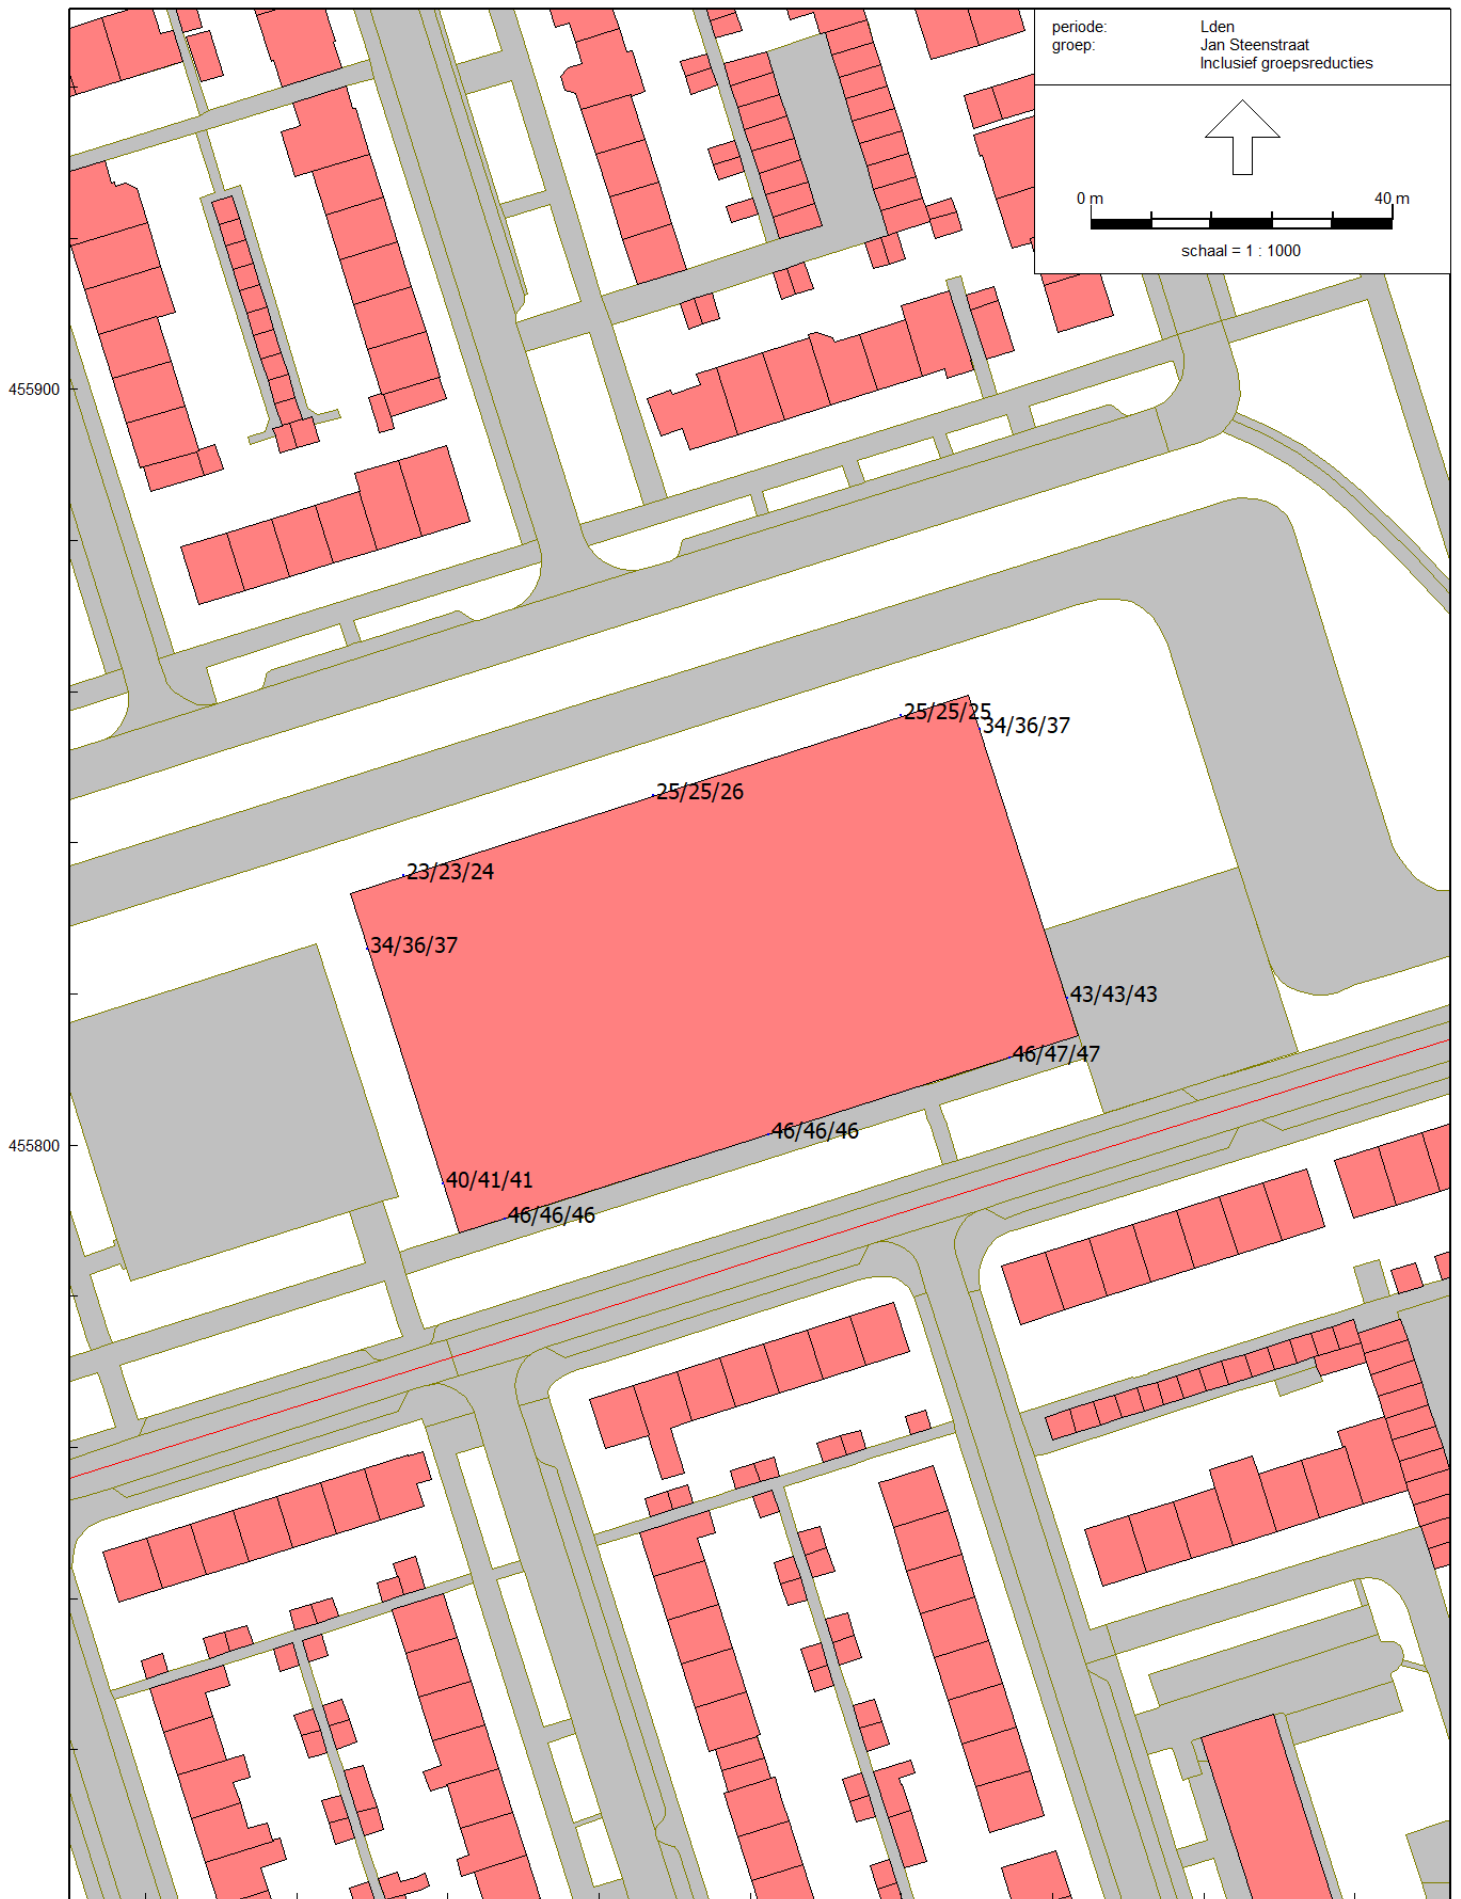 periode: Lden
groep: Jan Steenstraat
Inclusief groepsreducties
0 m 40 m
schaal = 1 : 1000
455900
25/25/25
34/36/37
25/25/26
23/23/24
34/36/37
43/43/43
46/47/47
46/46/46
455800
40/41/41
46/46/46